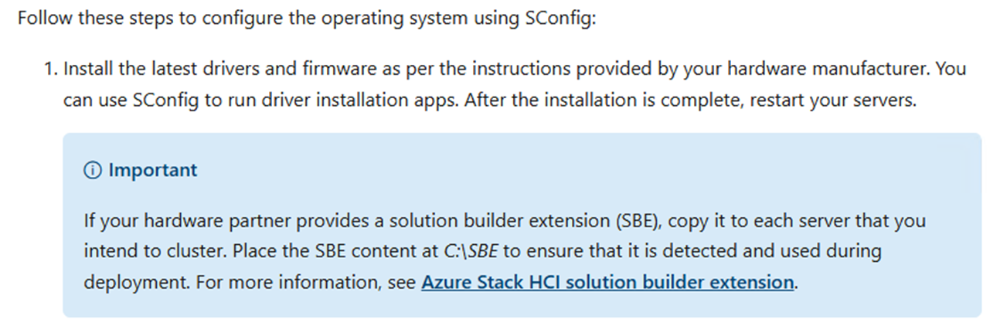 Follow these steps to configure the operating system using SConfig:
1. Install the latest drivers and firmware as per the instructions provided by your hardware manufacturer. You
can use SConfig to run driver installation apps. After the installation is complete, restart your servers.
Important
If your hardware partner provides a solution builder extension (SBE), copy it to each server that you
intend to cluster. Place the SBE content at C:\SBE to ensure that it is detected and used during
deployment. For more information, see Azure Stack HCI solution builder extension.